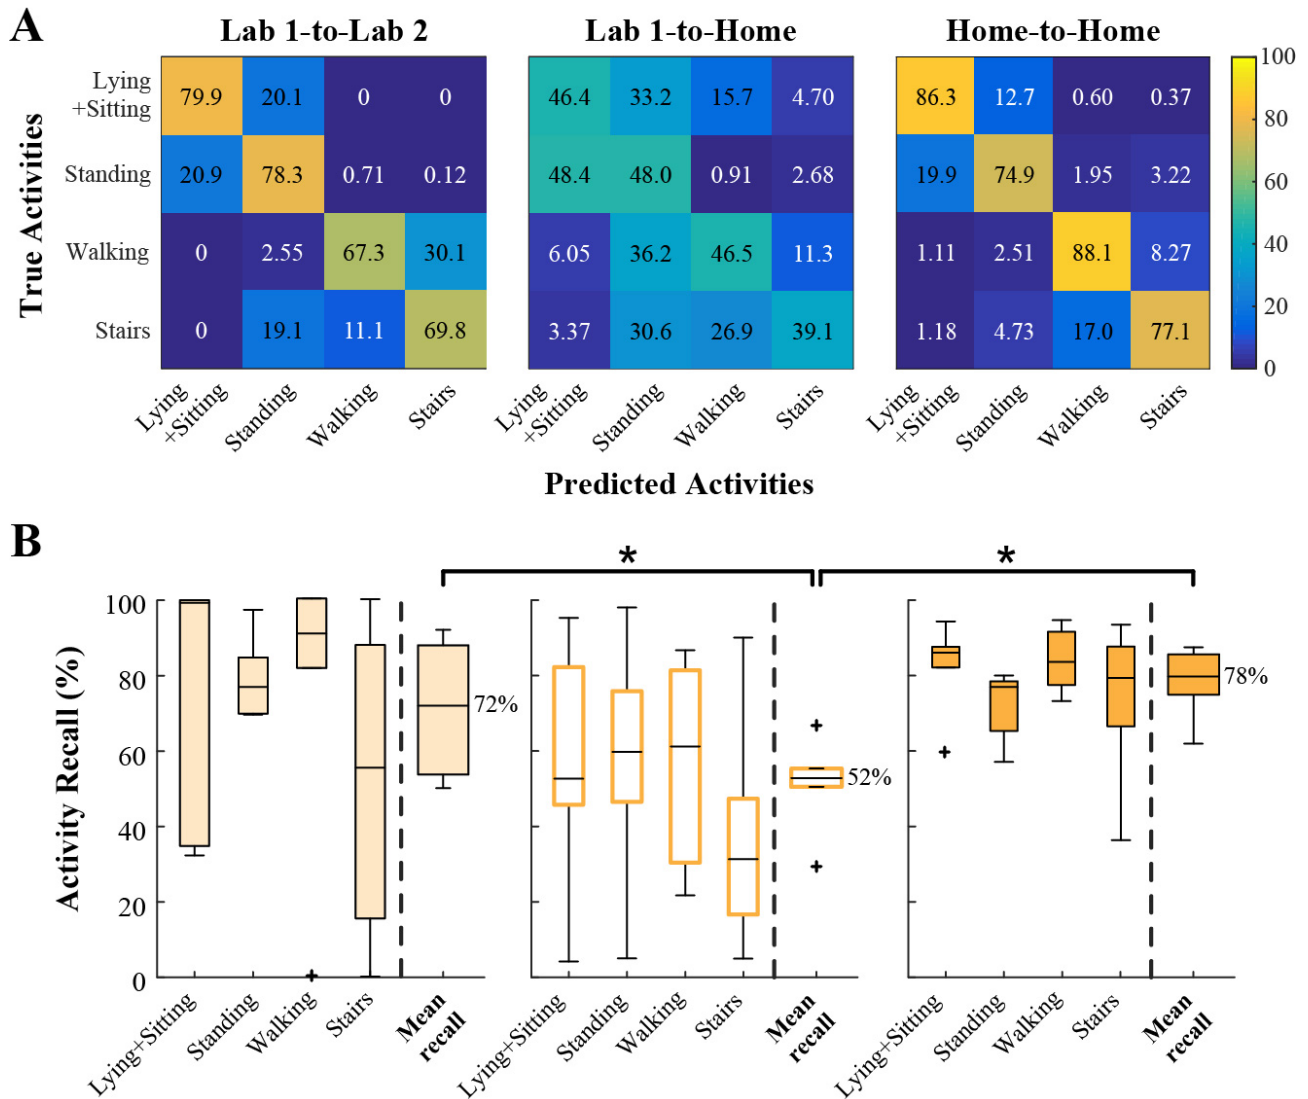 A
Lab 1-to-Lab 2
Lab 1-to-Home
Home-to-Home
True Activities
Lying
+Sitting
79.9 20.1 0 0
46.4 33.2 15.7 4.70
86.3 12.7 0.60 0.37
Standing
20.9 78.3 0.71 0.12
48.4 48.0 0.91 2.68
19.9 74.9 1.95 3.22
Walking
0 2.55 67.3 30.1
6.05 36.2 46.5 11.3
1.11 2.51 88.1 8.27
Stairs
0 19.1 11.1 69.8
3.37 30.6 26.9 39.1
1.18 4.73 17.0 77.1
100
80
60
40
20
0
Lying
+Sitting
Standing
Walking
Stairs
Lying
+Sitting
Standing
Walking
Stairs
Lying
+Sitting
Standing
Walking
Stairs
Predicted Activities
B
*
*
Activity Recall (%)
100
80
60
40
20
0
72%
52%
78%
Lying+Sitting
Standing
Walking
Stairs
Mean
recall
Lying+Sitting
Standing
Walking
Stairs
Mean
recall
Lying+Sitting
Standing
Walking
Stairs
Mean
recall